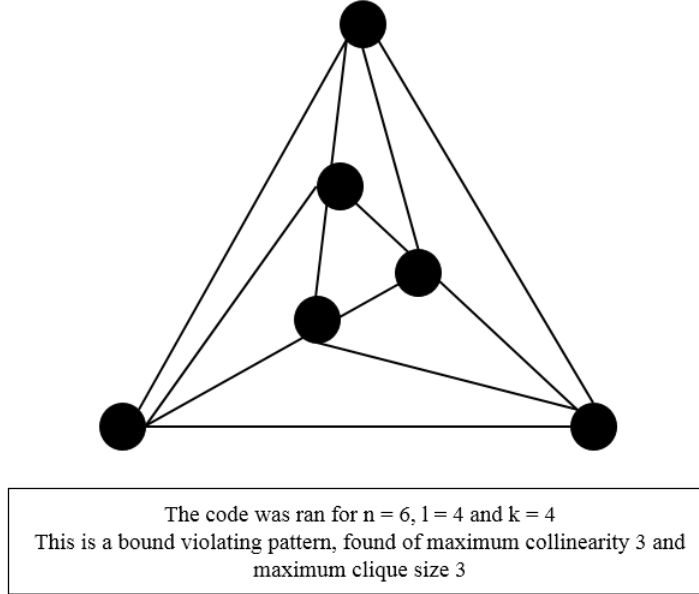 The code was ran for n = 6, l = 4 and k = 4
This is a bound violating pattern, found of maximum collinearity 3 and
maximum clique size 3